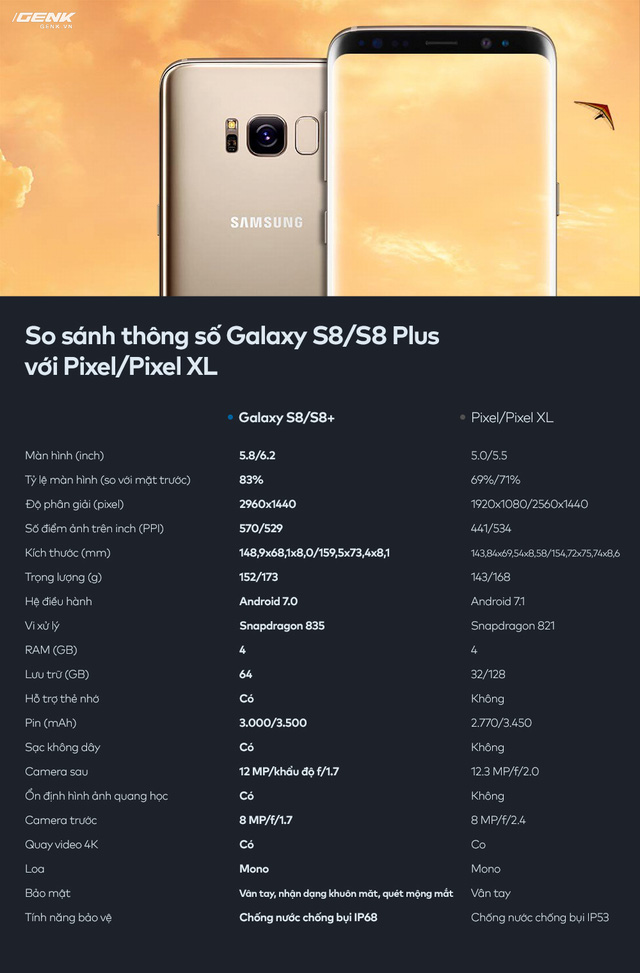 GENK
GENK.VN
SAMSUNG
So sánh thông số Galaxy S8/S8 Plus
với Pixel/Pixel XL
Galaxy S8/S8+ Pixel/Pixel XL
Màn hình (inch) 5.8/6.2 5.0/5.5
Tỷ lệ màn hình (so với mặt trước) 83% 69%/71%
Độ phân giải (pixel) 2960x1440 1920x1080/2560x1440
Số điểm ảnh trên inch (PPI) 570/529 441/534
Kích thước (mm) 148,9x68,1x8,0/159,5x73,4x8,1 143,84x69,54x8,58/154,72x75,74x8,6
Trọng lượng (g) 152/173 143/168
Hệ điều hành Android 7.0 Android 7.1
Vi xử lý Snapdragon 835 Snapdragon 821
RAM (GB) 4 4
Lưu trữ (GB) 64 32/128
Hỗ trợ thẻ nhớ Có Không
Pin (mAh) 3.000/3.500 2.770/3.450
Sạc không dây Có Không
Camera sau 12 MP/khẩu độ f/1.7 12.3 MP/f/2.0
Ổn định hình ảnh quang học Có Không
Camera trước 8 MP/f/1.7 8 MP/f/2.4
Quay video 4K Có Co
Loa Mono Mono
Bảo mật Vân tay, nhận dạng khuôn mặt, quét mộng mắt Vân tay
Tính năng bảo vệ Chống nước chống bụi IP68 Chống nước chống bụi IP53